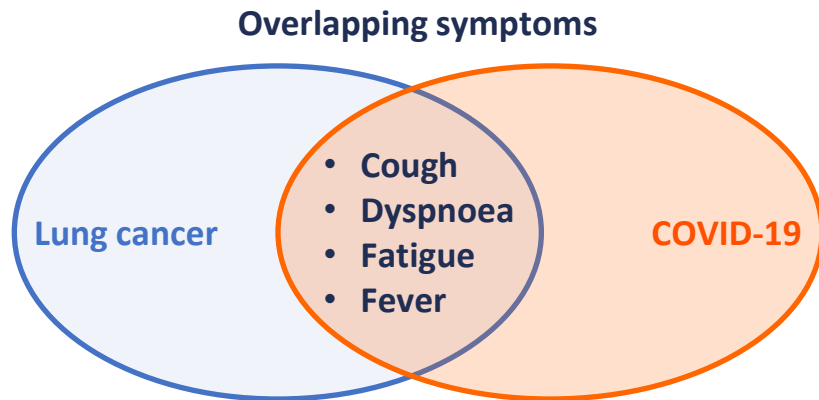 Overlapping symptoms
• Cough
• Dyspnoea
Lung cancer
COVID-19
• Fatigue
• Fever